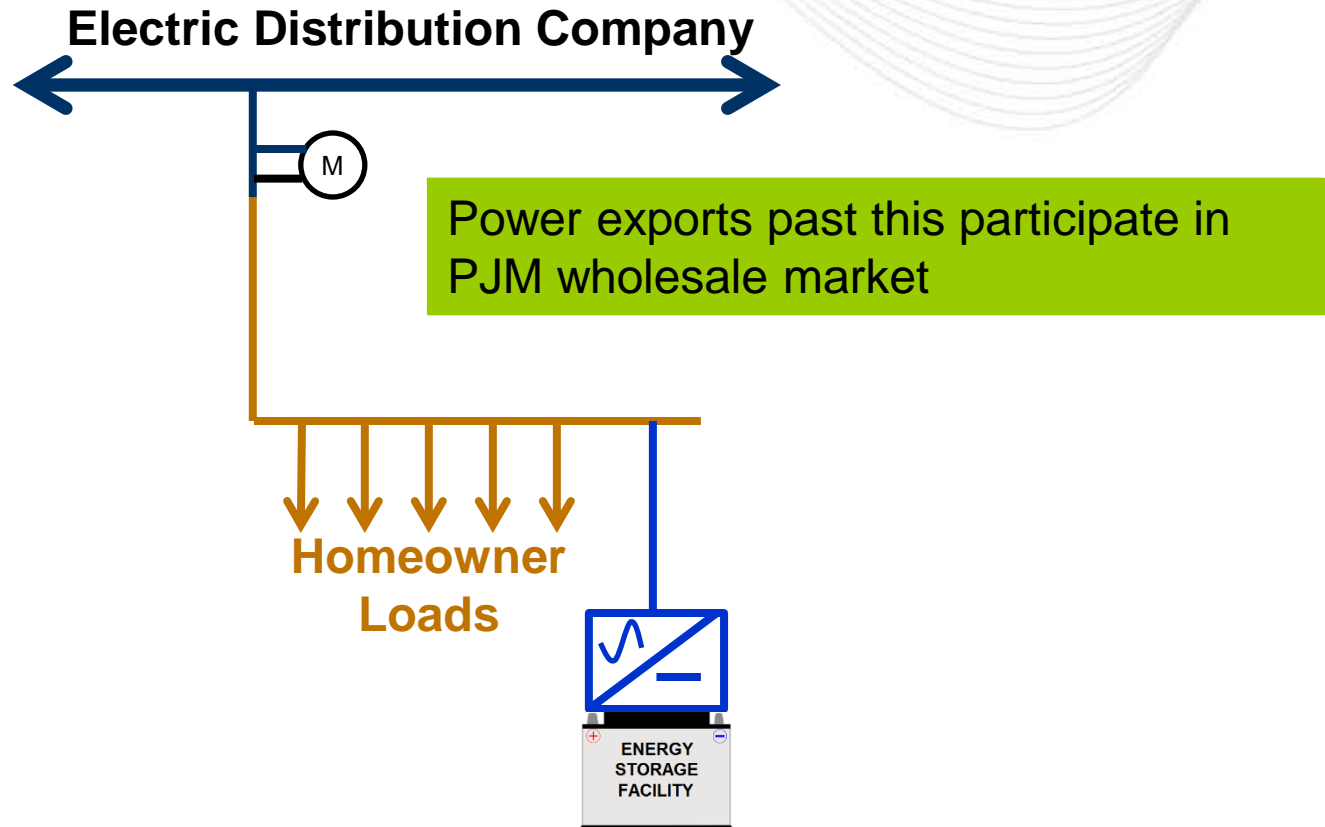 Electric Distribution Company
M
Power exports past this participate in
PJM wholesale market
Homeowner
Loads
+
−
ENERGY
STORAGE
FACILITY